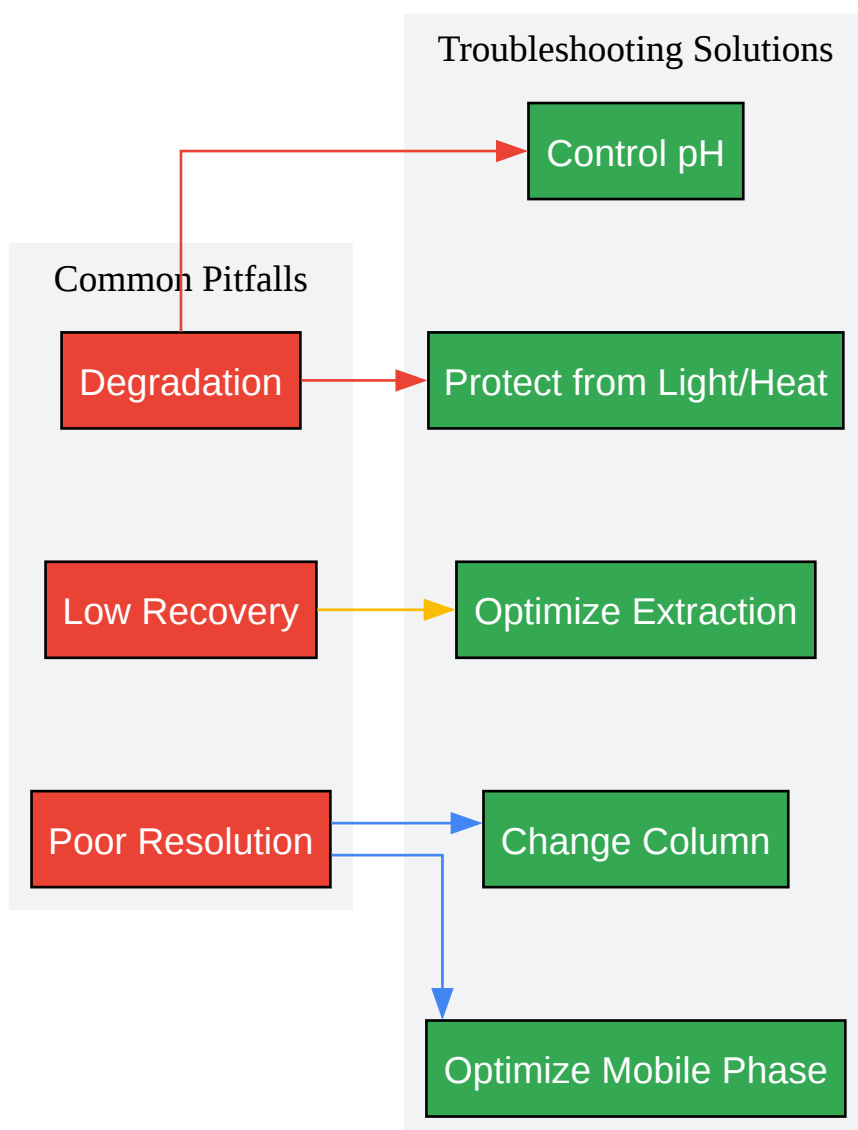 Troubleshooting Solutions
Control pH
Common Pitfalls
Degradation
Protect from Light/Heat
Low Recovery
Optimize Extraction
Poor Resolution
Change Column
Optimize Mobile Phase